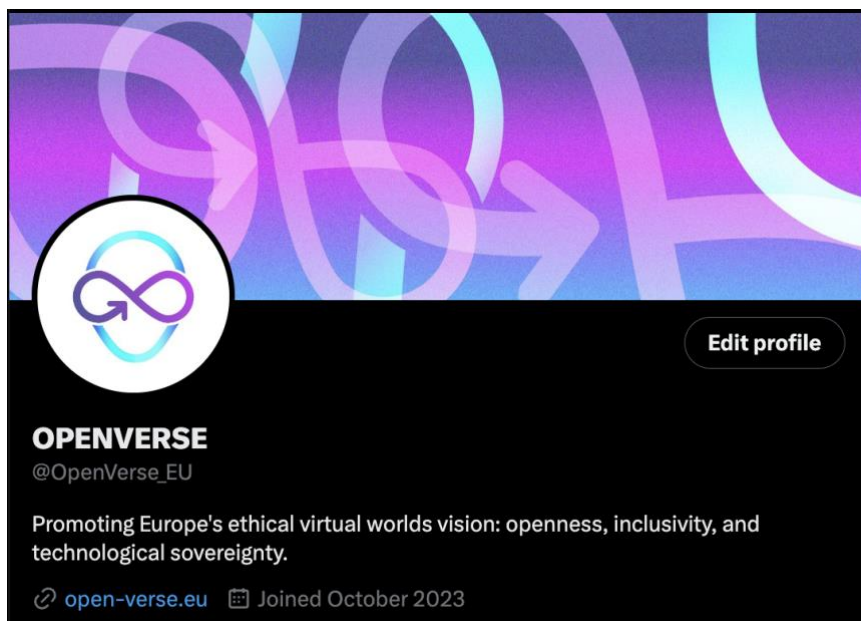 Edit profile
OPENVERSE
@OpenVerse_EU
Promoting Europe's ethical virtual worlds vision: openness, inclusivity, and
technological sovereignty.
open-verse.eu Joined October 2023